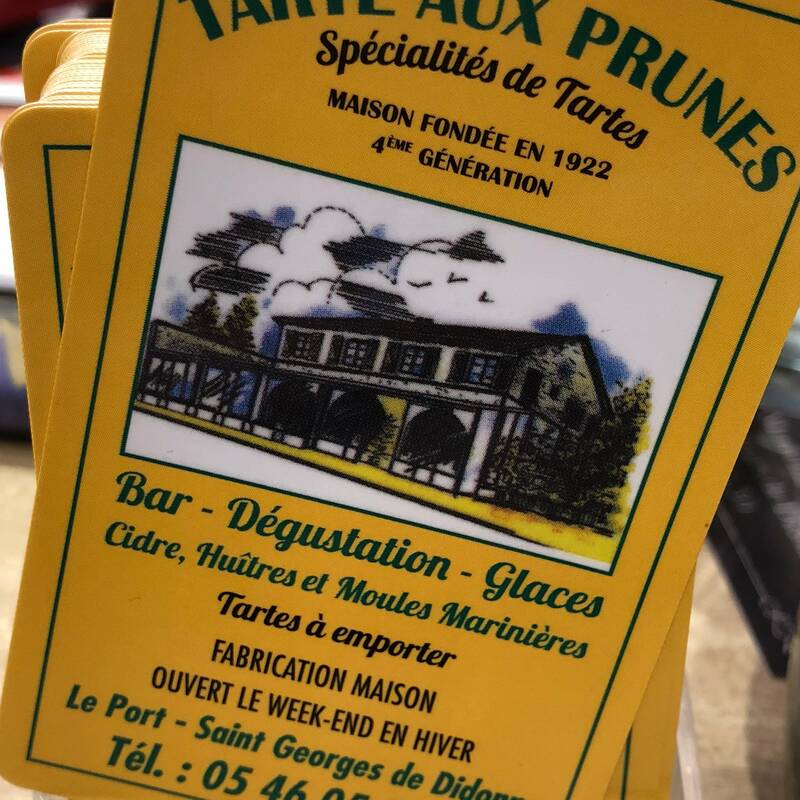 TARTE AUX PRUNES
Spécialités de Tartes
MAISON FONDÉE EN 1922
4ÈME GÉNÉRATION
Bar - Dégustation - Glaces
Cidre, Huîtres et Moules Marinières
Tartes à emporter
FABRICATION MAISON
OUVERT LE WEEK-END EN HIVER
Le Port - Saint Georges de Didonn
Tél. : 05 46 05